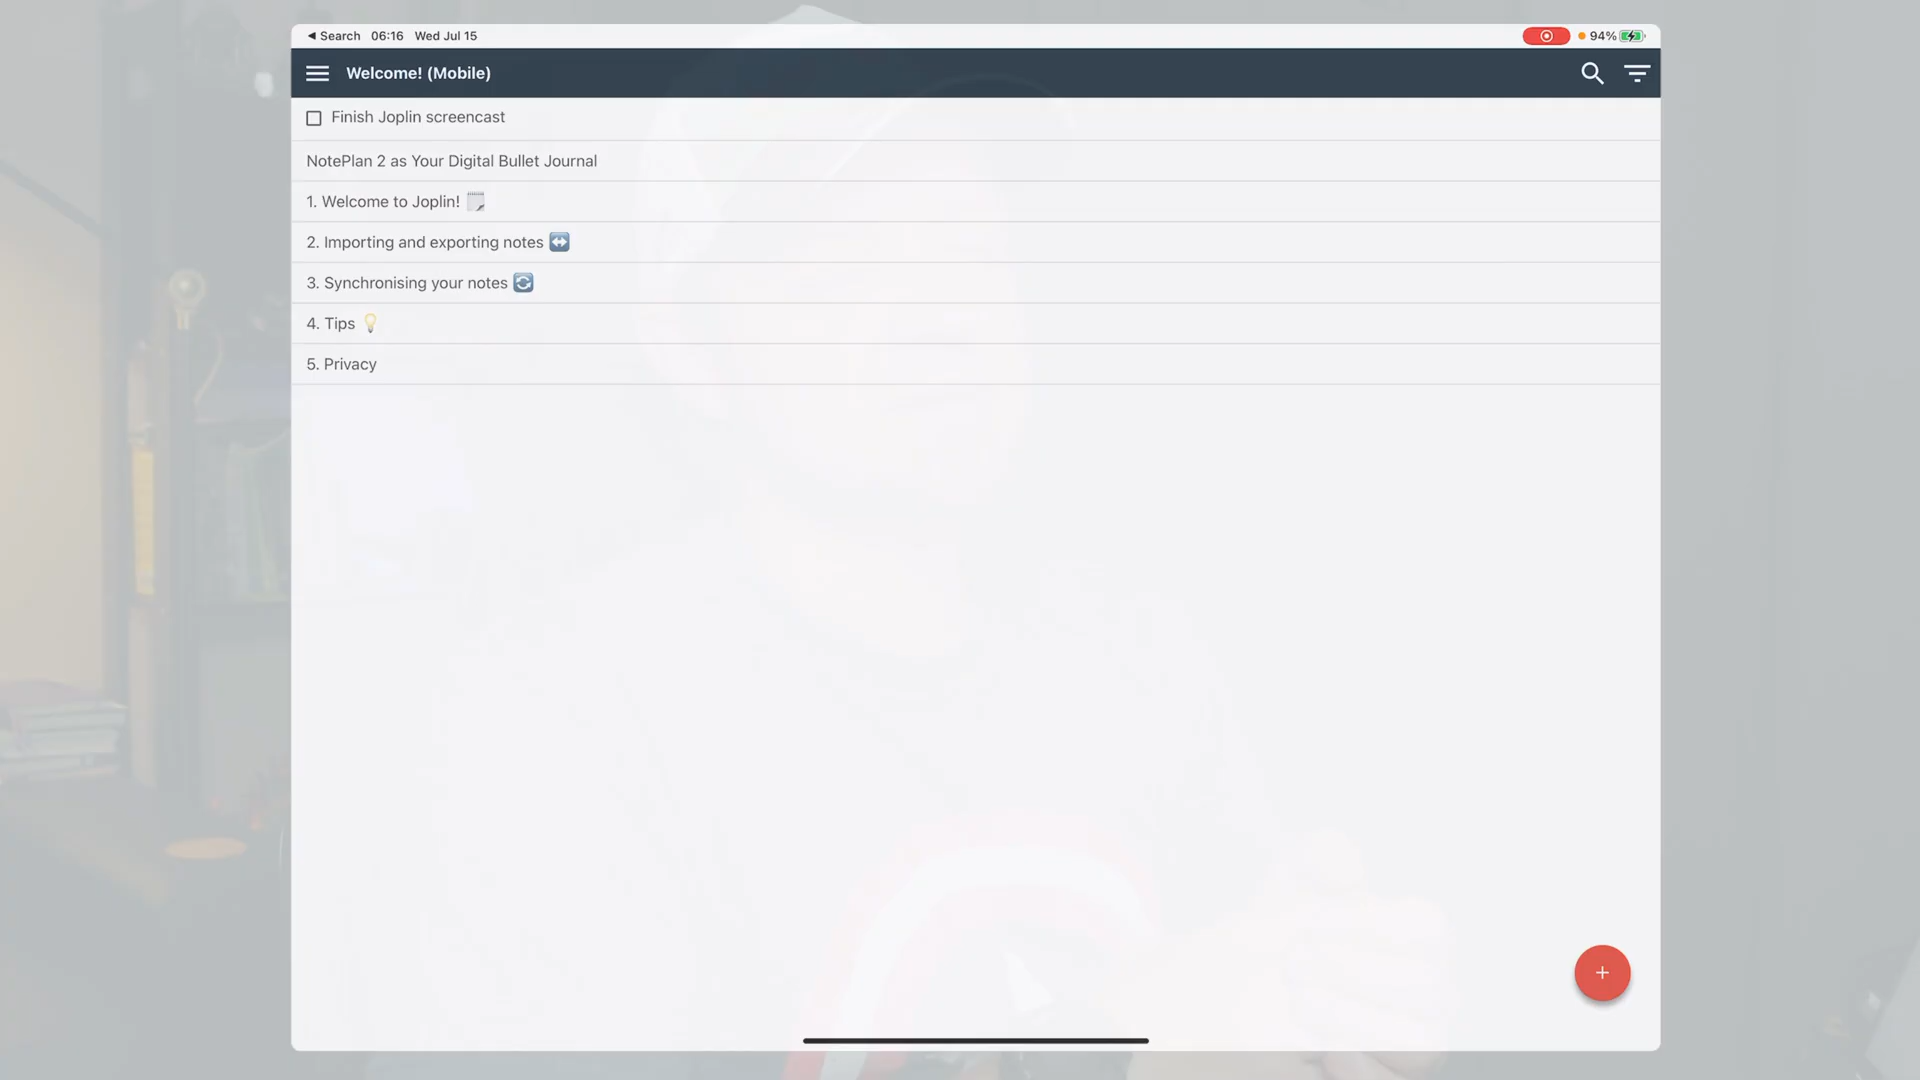 ◀ Search 06:16 Wed Jul 15 94%
Welcome! (Mobile)
Finish Joplin screencast
NotePlan 2 as Your Digital Bullet Journal
1. Welcome to Joplin! 🗒️
2. Importing and exporting notes ↔️
3. Synchronising your notes 🔄
4. Tips 💡
5. Privacy
+